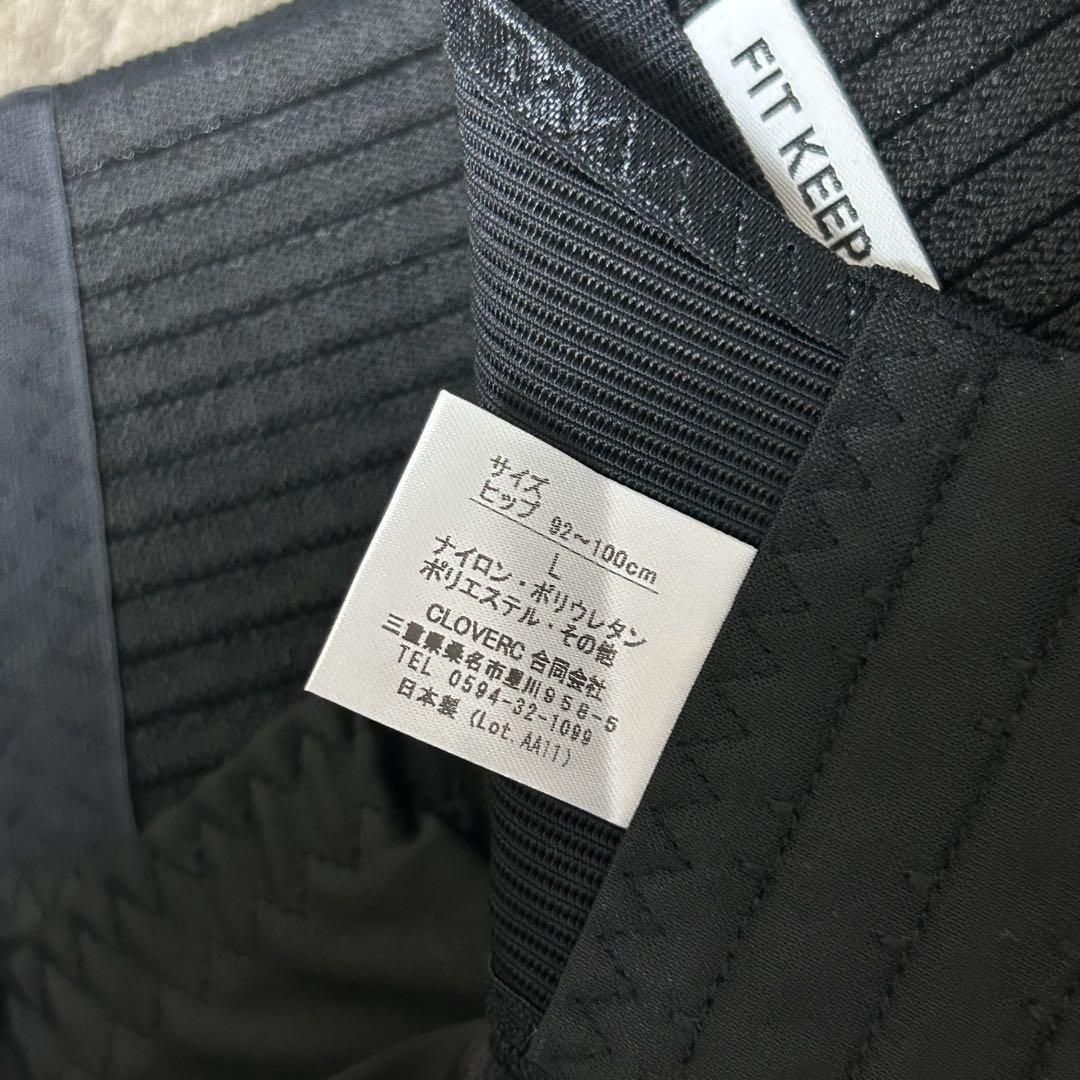 FIT KEEP
サイズ
ヒップ 92～100cm
L
ナイロン・ポリウレタン
ポリエステル・その他
CLOVERC 合同会社
三重県桑名市星川958-5
TEL 0594-32-1099
日本製 (Lot.AA11)